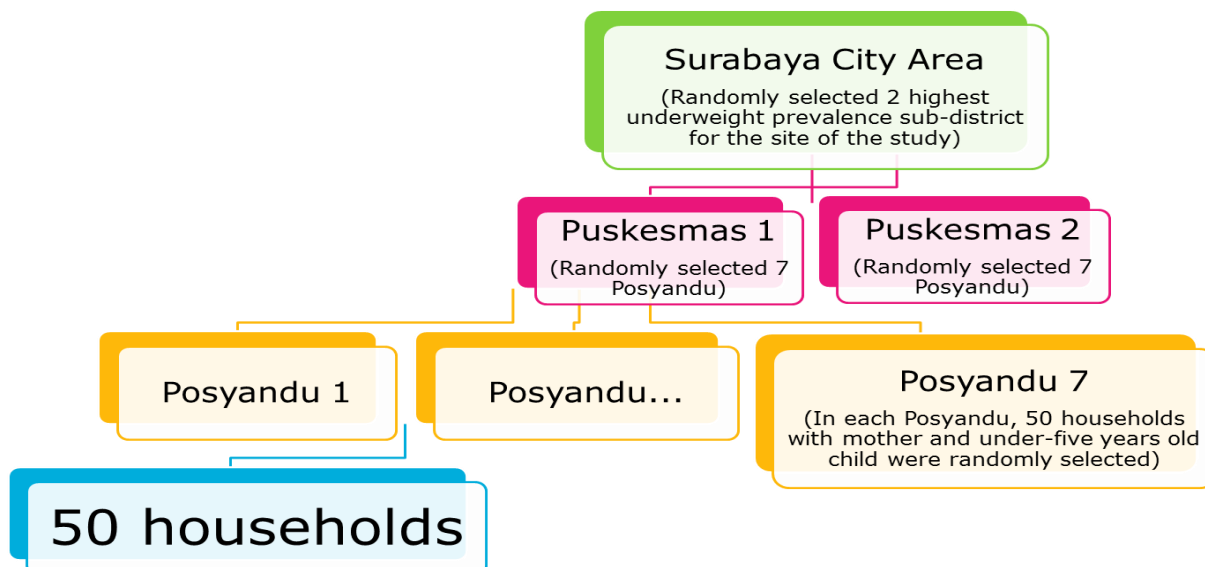 Surabaya City Area
(Randomly selected 2 highest
underweight prevalence sub-district
for the site of the study)
Puskesmas 1
(Randomly selected 7
Posyandu)
Puskesmas 2
(Randomly selected 7
Posyandu)
Posyandu 1
Posyandu...
Posyandu 7
(In each Posyandu, 50 households
with mother and under-five years old
child were randomly selected)
50 households